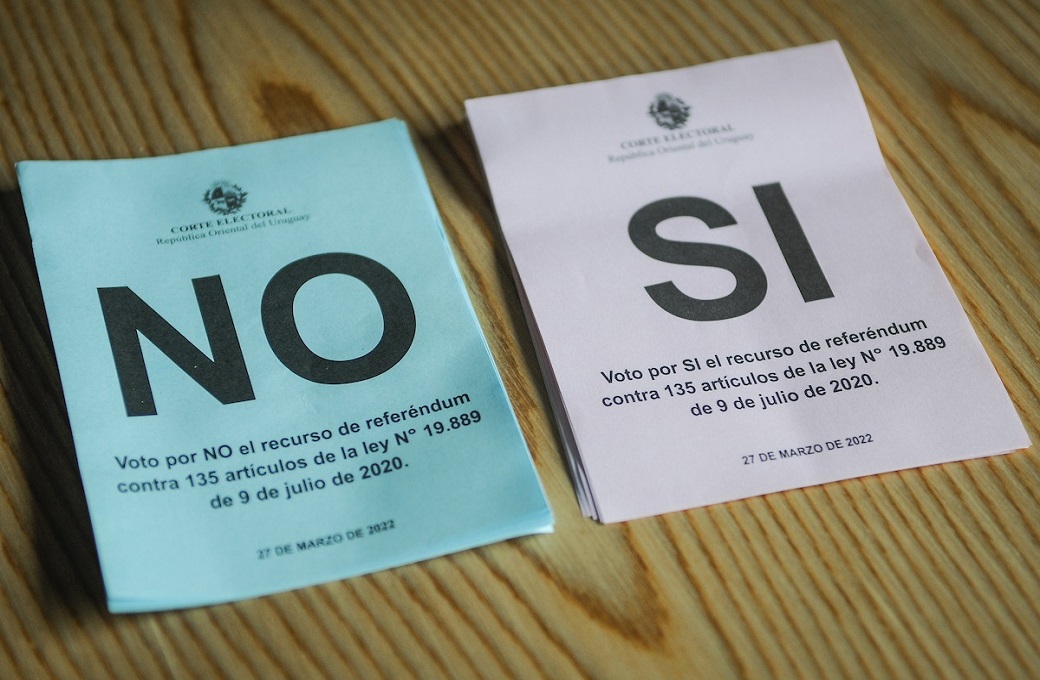 CORTE ELECTORAL
República Oriental del Uruguay
NO
Voto por NO el recurso de referéndum
contra 135 artículos de la ley N° 19.889
de 9 de julio de 2020.
27 DE MARZO DE 2022
CORTE ELECTORAL
República Oriental del Uruguay
SI
Voto por SI el recurso de referéndum
contra 135 artículos de la ley N° 19.889
de 9 de julio de 2020.
27 DE MARZO DE 2022